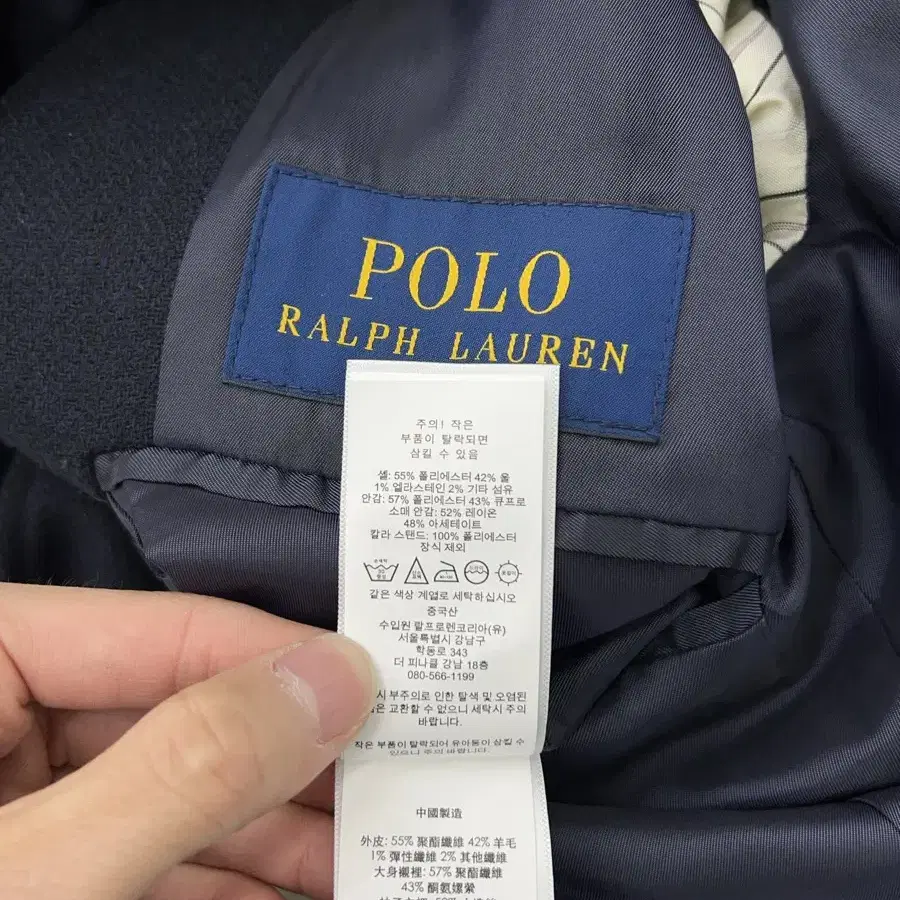 POLO
RALPH LAUREN
주의! 작은
부품이 탈락되면
삼킬 수 있음
셸: 55% 폴리에스터 42% 울
1% 엘라스테인 2% 기타 섬유
안감: 57% 폴리에스터 43% 큐프로
소매 안감: 52% 레이온
48% 아세테이트
칼라 스탠드: 100% 폴리에스터
장식 제외
같은 색상 계열로 세탁하십시오
중국산
수입원 랄프로렌코리아(유)
서울특별시 강남구
학동로 343
더 피나클 강남 18층
080-566-1199
시 부주의로 인한 탈색 및 오염된
은 교환할 수 없으니 세탁시 주의
바랍니다.
작은 부품이 탈락되어 유아등이 삼킬 수
있으니 주의
中國製造
外皮: 55% 聚酯纖維 42% 羊毛
1% 彈性纖維 2% 其他纖維
大身襯裡: 57% 聚酯纖維
43% 酮氨嫘縈